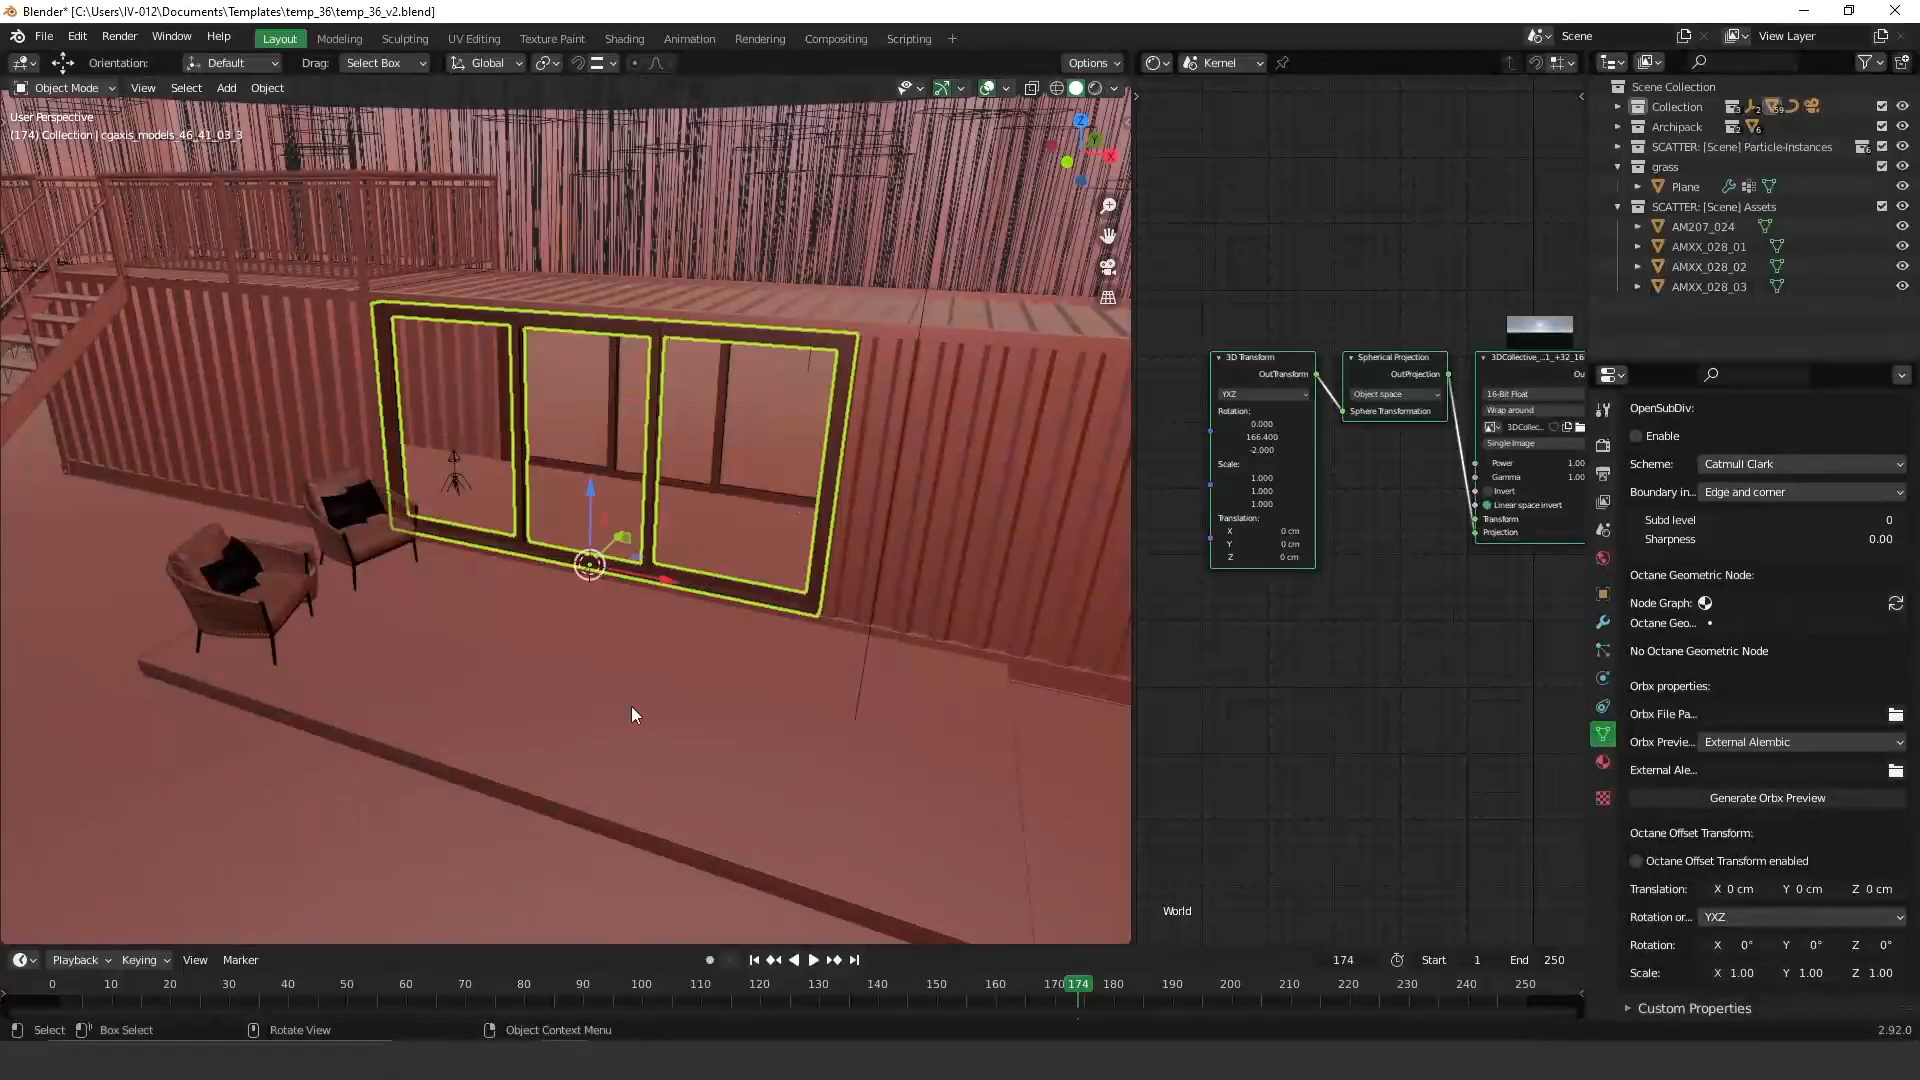 Blender* [C:\Users\IV-012\Documents\Templates\temp_36\temp_36_v2.blend]
File Edit Render Window Help Layout Modeling Sculpting UV Editing Texture Paint Shading Animation Rendering Compositing Scripting + Scene View Layer
Orientation: Default Drag: Select Box Global Options Kernel
Object Mode View Select Add Object
User Perspective
(174) Collection | cgaxis_models_46_41_03_3
Z
Y
X
3D Transform
OutTransform
YXZ
Rotation:
0.000
166.400
-2.000
Scale:
1.000
1.000
1.000
Translation:
X 0 cm
Y 0 cm
Z 0 cm
Spherical Projection
OutProjection
Object space
Sphere Transformation
3DCollective_...1_+32_16
Ou
16-Bit Float
Wrap around
3DCollec...
Single Image
Power 1.00
Gamma 1.00
Invert
Linear space invert
Transform
Projection
World
Scene Collection
Collection 3 2 59
Archipack 2 6
SCATTER: [Scene] Particle-Instances 6
grass
Plane
SCATTER: [Scene] Assets
AM207_024
AMXX_028_01
AMXX_028_02
AMXX_028_03
OpenSubDiv:
Enable
Scheme: Catmull Clark
Boundary in... Edge and corner
Subd level 0
Sharpness 0.00
Octane Geometric Node:
Node Graph:
Octane Geo...
No Octane Geometric Node
Orbx properties:
Orbx File Pa...
Orbx Previe... External Alembic
External Ale...
Generate Orbx Preview
Octane Offset Transform:
Octane Offset Transform enabled
Translation: X 0 cm Y 0 cm Z 0 cm
Rotation or... YXZ
Rotation: X 0° Y 0° Z 0°
Scale: X 1.00 Y 1.00 Z 1.00
Custom Properties
Playback Keying View Marker 174 Start 1 End 250
0 10 20 30 40 50 60 70 80 90 100 110 120 130 140 150 160 170 174 180 190 200 210 220 230 240 250
Select Box Select Rotate View Object Context Menu 2.92.0